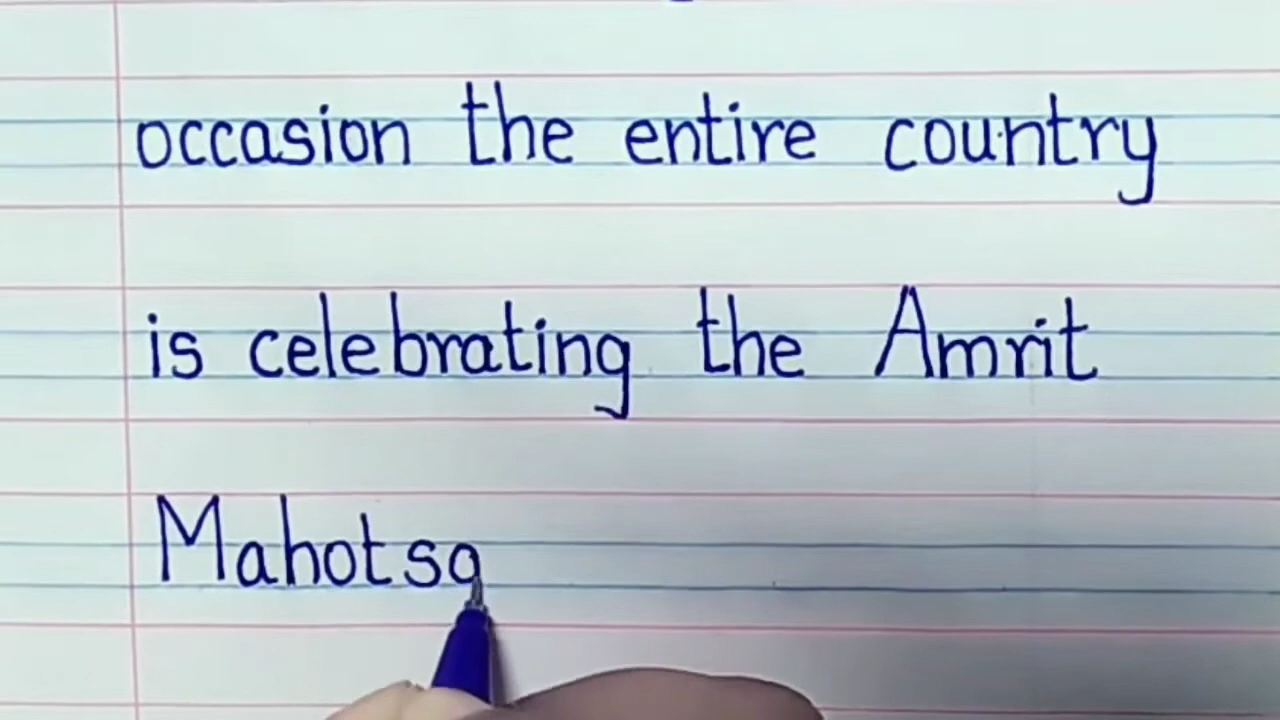 occasion the entire country
is celebrating the Amrit
Mahotsa